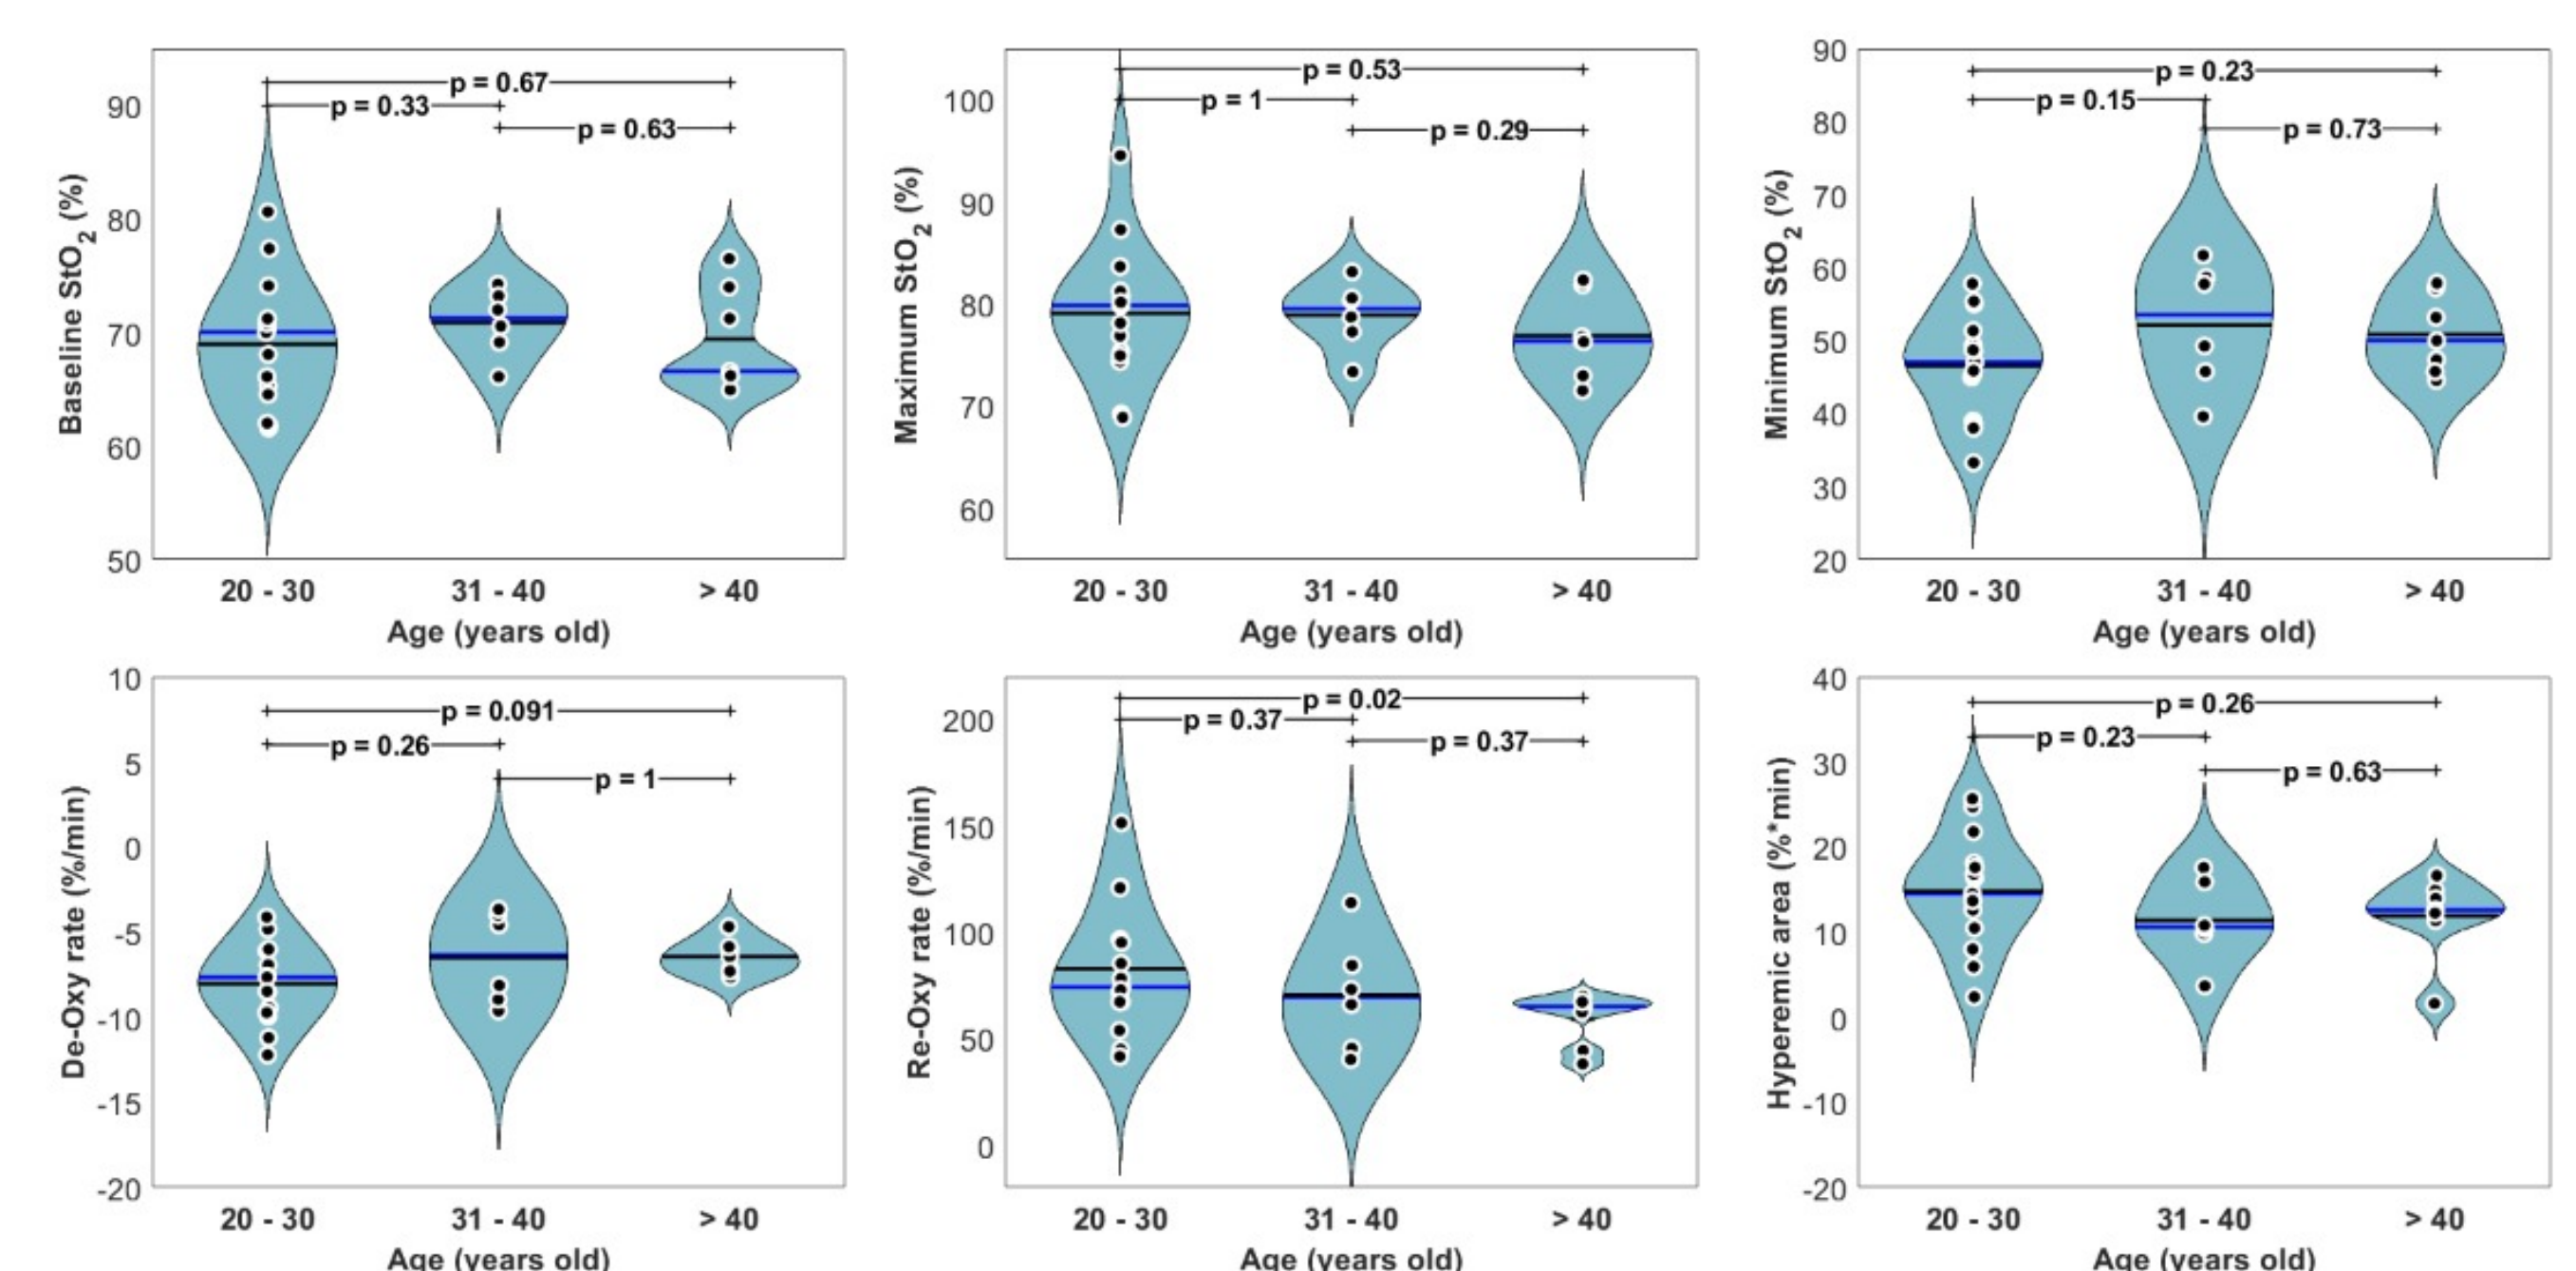 Baseline StO2 (%)
90
80
70
60
50
p = 0.67
p = 0.33
p = 0.63
20 - 30
31 - 40
> 40
Age (years old)
Maximum StO2 (%)
100
90
80
70
60
p = 0.53
p = 1
p = 0.29
20 - 30
31 - 40
> 40
Age (years old)
Minimum StO2 (%)
90
80
70
60
50
40
30
20
p = 0.23
p = 0.15
p = 0.73
20 - 30
31 - 40
> 40
Age (years old)
De-Oxy rate (%/min)
10
5
0
-5
-10
-15
-20
p = 0.091
p = 0.26
p = 1
20 - 30
31 - 40
> 40
Age (years old)
Re-Oxy rate (%/min)
200
150
100
50
0
p = 0.02
p = 0.37
p = 0.37
20 - 30
31 - 40
> 40
Age (years old)
Hyperemic area (%*min)
40
30
20
10
0
-10
-20
p = 0.26
p = 0.23
p = 0.63
20 - 30
31 - 40
> 40
Age (years old)